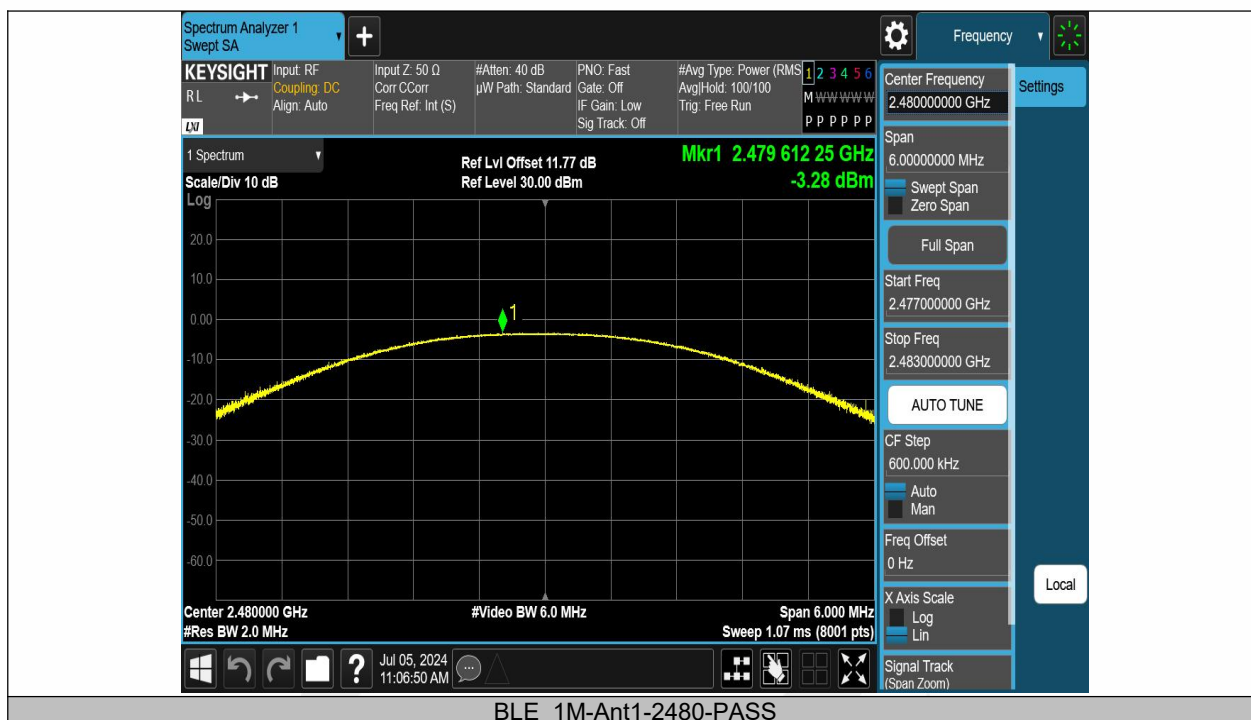 Spectrum Analyzer 1
Swept SA
+
Frequency
KEYSIGHT
RL
LXI
Input: RF
Coupling: DC
Align: Auto
Input Z: 50 Ω
Corr CCorr
Freq Ref: Int (S)
#Atten: 40 dB
µW Path: Standard
PNO: Fast
Gate: Off
IF Gain: Low
Sig Track: Off
#Avg Type: Power (RMS
Avg|Hold: 100/100
Trig: Free Run
1 2 3 4 5 6
M W W W W W
P P P P P P
1 Spectrum
Scale/Div 10 dB
Log
Ref Lvl Offset 11.77 dB
Ref Level 30.00 dBm
Mkr1 2.479 612 25 GHz
-3.28 dBm
20.0
10.0
0.00
-10.0
-20.0
-30.0
-40.0
-50.0
-60.0
1
Center 2.480000 GHz
#Res BW 2.0 MHz
#Video BW 6.0 MHz
Span 6.000 MHz
Sweep 1.07 ms (8001 pts)
?
Jul 05, 2024
11:06:50 AM
Center Frequency
2.480000000 GHz
Settings
Span
6.00000000 MHz
Swept Span
Zero Span
Full Span
Start Freq
2.477000000 GHz
Stop Freq
2.483000000 GHz
AUTO TUNE
CF Step
600.000 kHz
Auto
Man
Freq Offset
0 Hz
Local
X Axis Scale
Log
Lin
Signal Track
(Span Zoom)
BLE_1M-Ant1-2480-PASS